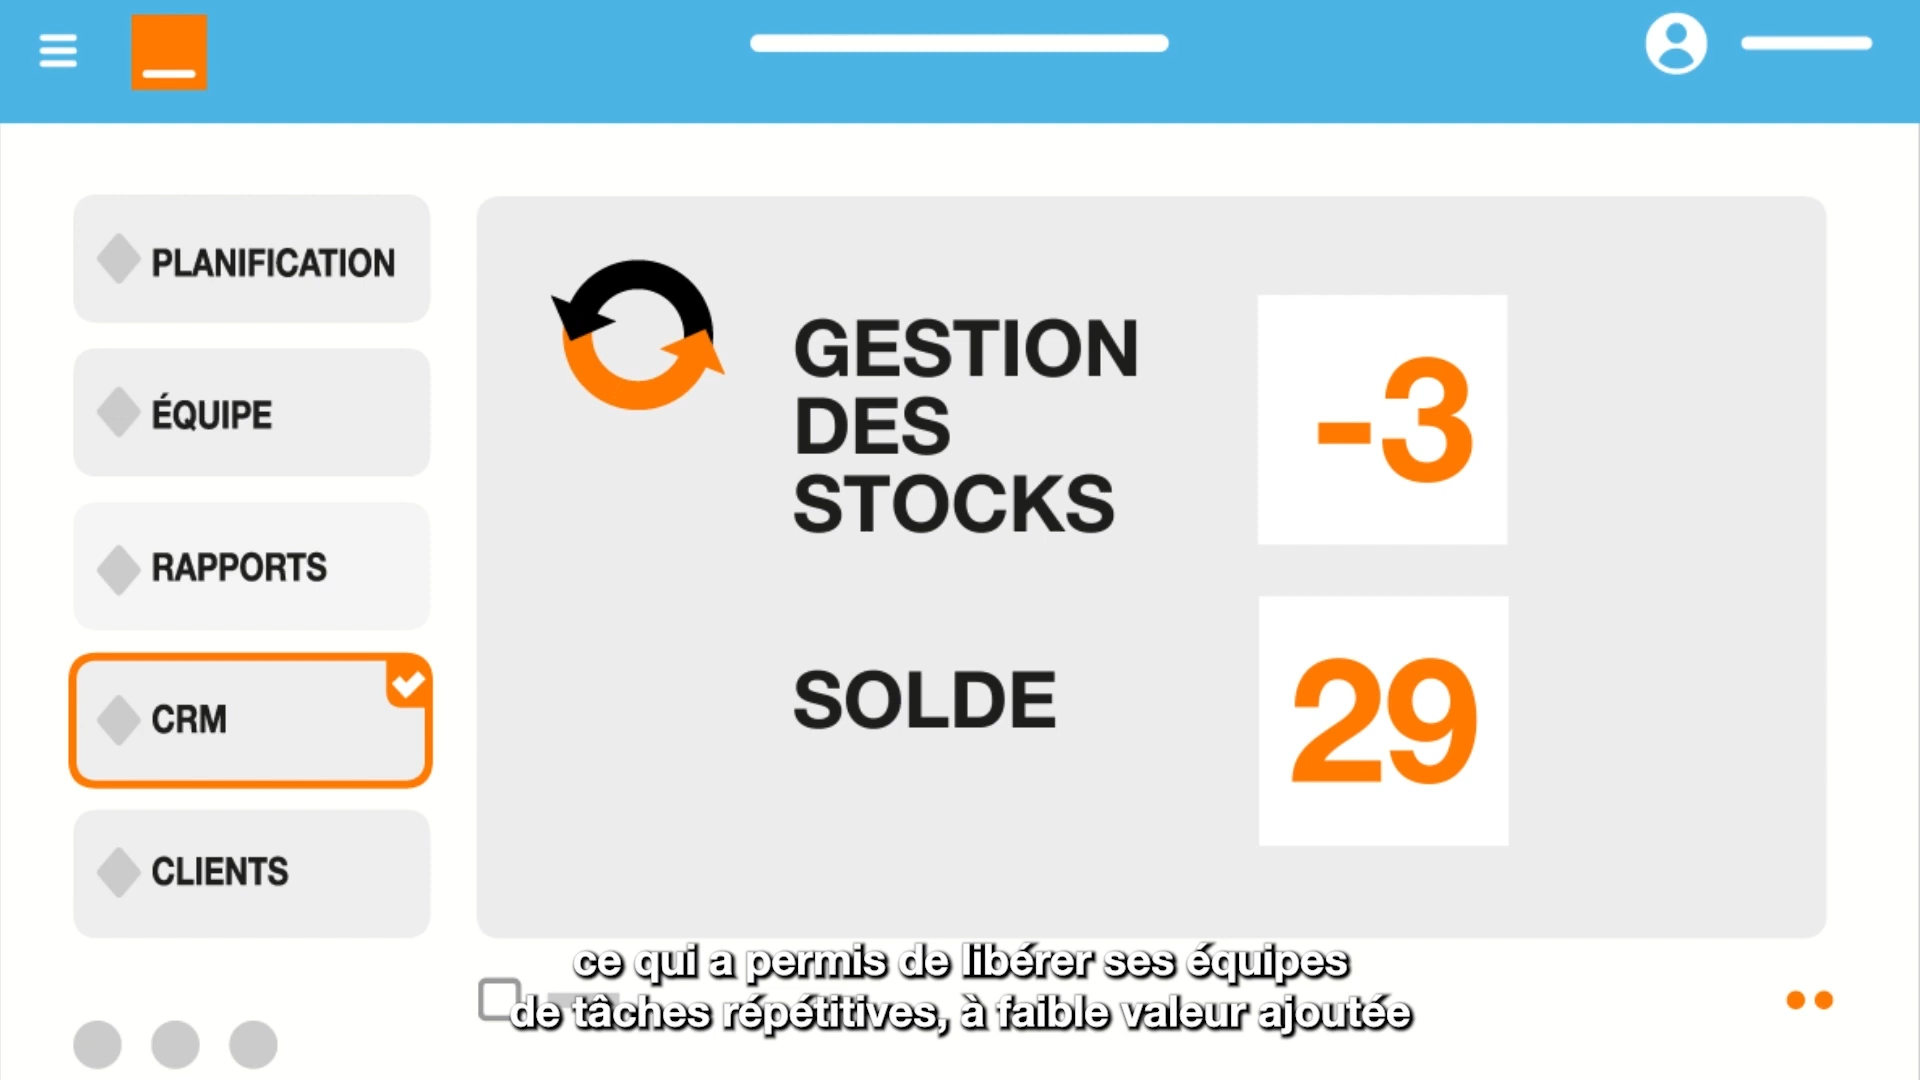 PLANIFICATION
ÉQUIPE
RAPPORTS
CRM
CLIENTS
GESTION
DES
STOCKS
-3
SOLDE
29
ce qui a permis de libérer ses équipes
de tâches répétitives, à faible valeur ajoutée